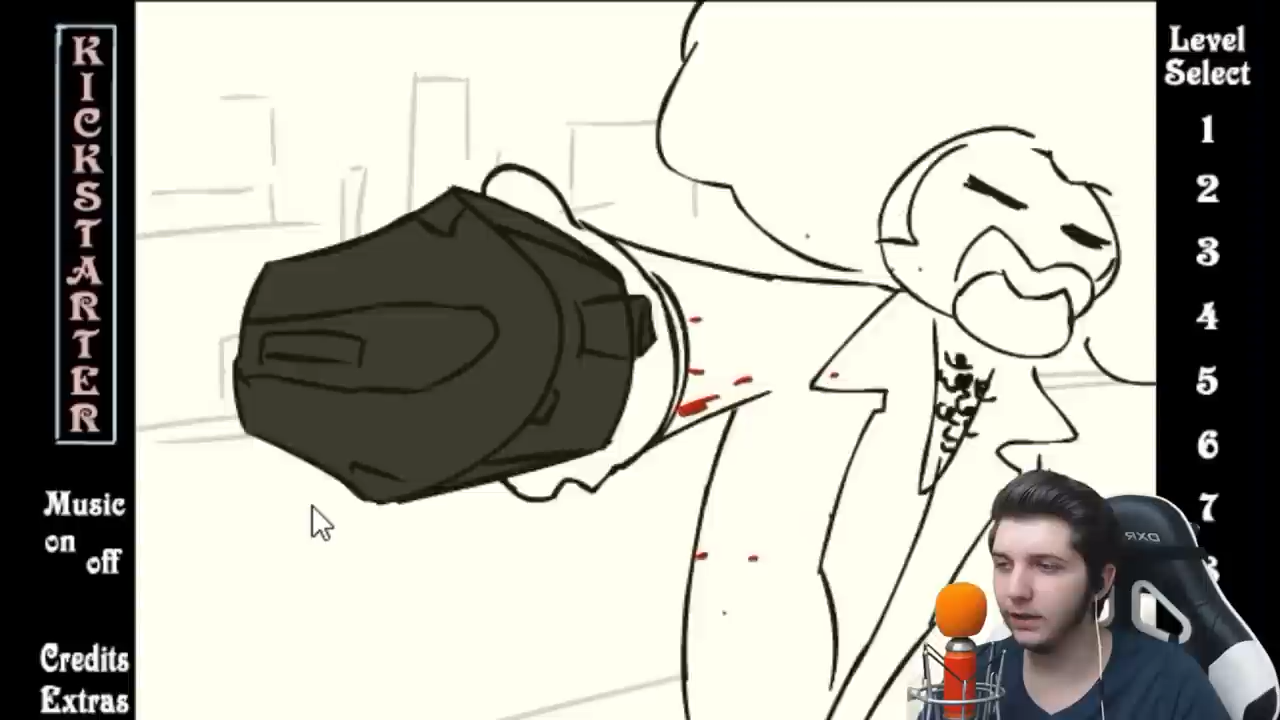 KICKSTARTER
Music
on
off
Credits
Extras
Level
Select
1
2
3
4
5
6
7
DXR